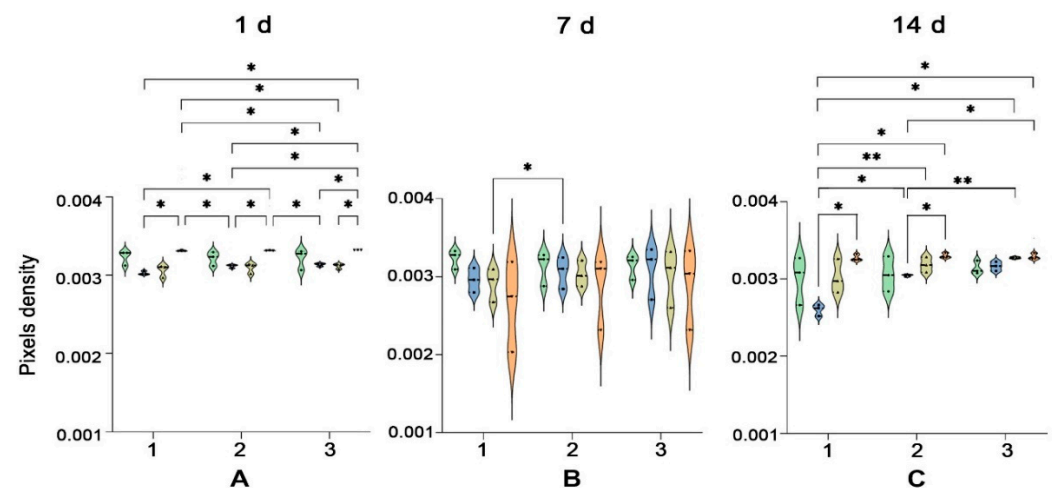 1 d 7 d 14 d
*
*
*
*
*
*
*
* * * *
*
*
*
*
*
**
* **
* *
Pixels density
0.004 0.004 0.004
0.003 0.003 0.003
0.002 0.002 0.002
0.001 0.001 0.001
1 2 3 1 2 3 1 2 3
A B C